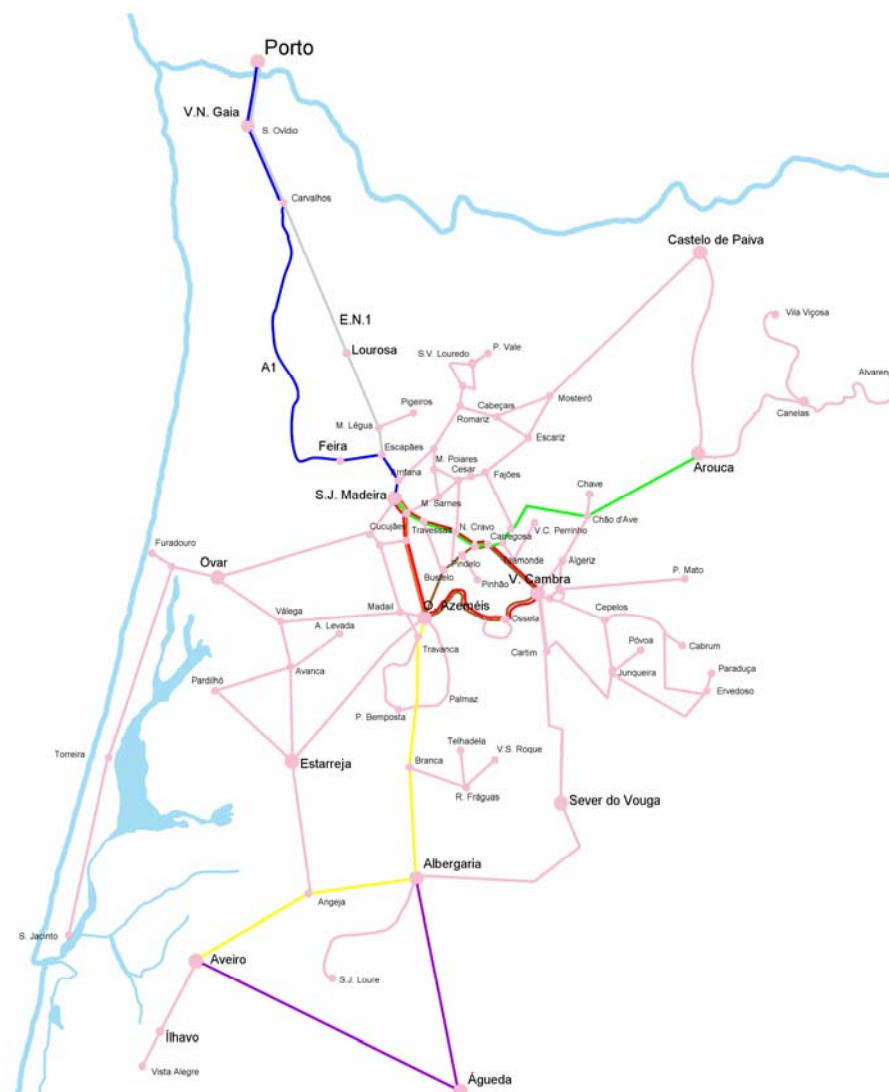 Porto
V.N. Gaia
S. Ovídio
Carvalhos
Castelo de Paiva
Vila Viçosa
E.N.1
Lourosa
A1
S.V. Louredo
P. Vale
Alvareng
Canelas
Pigeiros
Cabeçais
Mosteirô
Romariz
M. Légua
Escariz
Feira
Escapães
Arouca
M. Poiares
Cesar
Fajões
Arrifana
S.J. Madeira
Chave
M. Sarnes
Chão d'Ave
Travessas
N. Cravo
Carregosa
V.C. Perrinho
Cucujães
Furadouro
Ovar
Pindelo
Algeriz
P. Mato
Bustelo
Pinhão
V. Cambra
Madail
O. Azeméis
Ossela
Cepelos
Válega
A. Levada
Travanca
Cartim
Póvoa
Cabrum
Avanca
Junqueira
Paraduça
Pardilhó
Palmaz
Ervedoso
P. Bemposta
Torreira
Estarreja
Branca
Telhadela
V.S. Roque
R. Fráguas
Sever do Vouga
Albergaria
Angeja
S. Jacinto
Aveiro
S.J. Loure
Ílhavo
Vista Alegre
Águeda